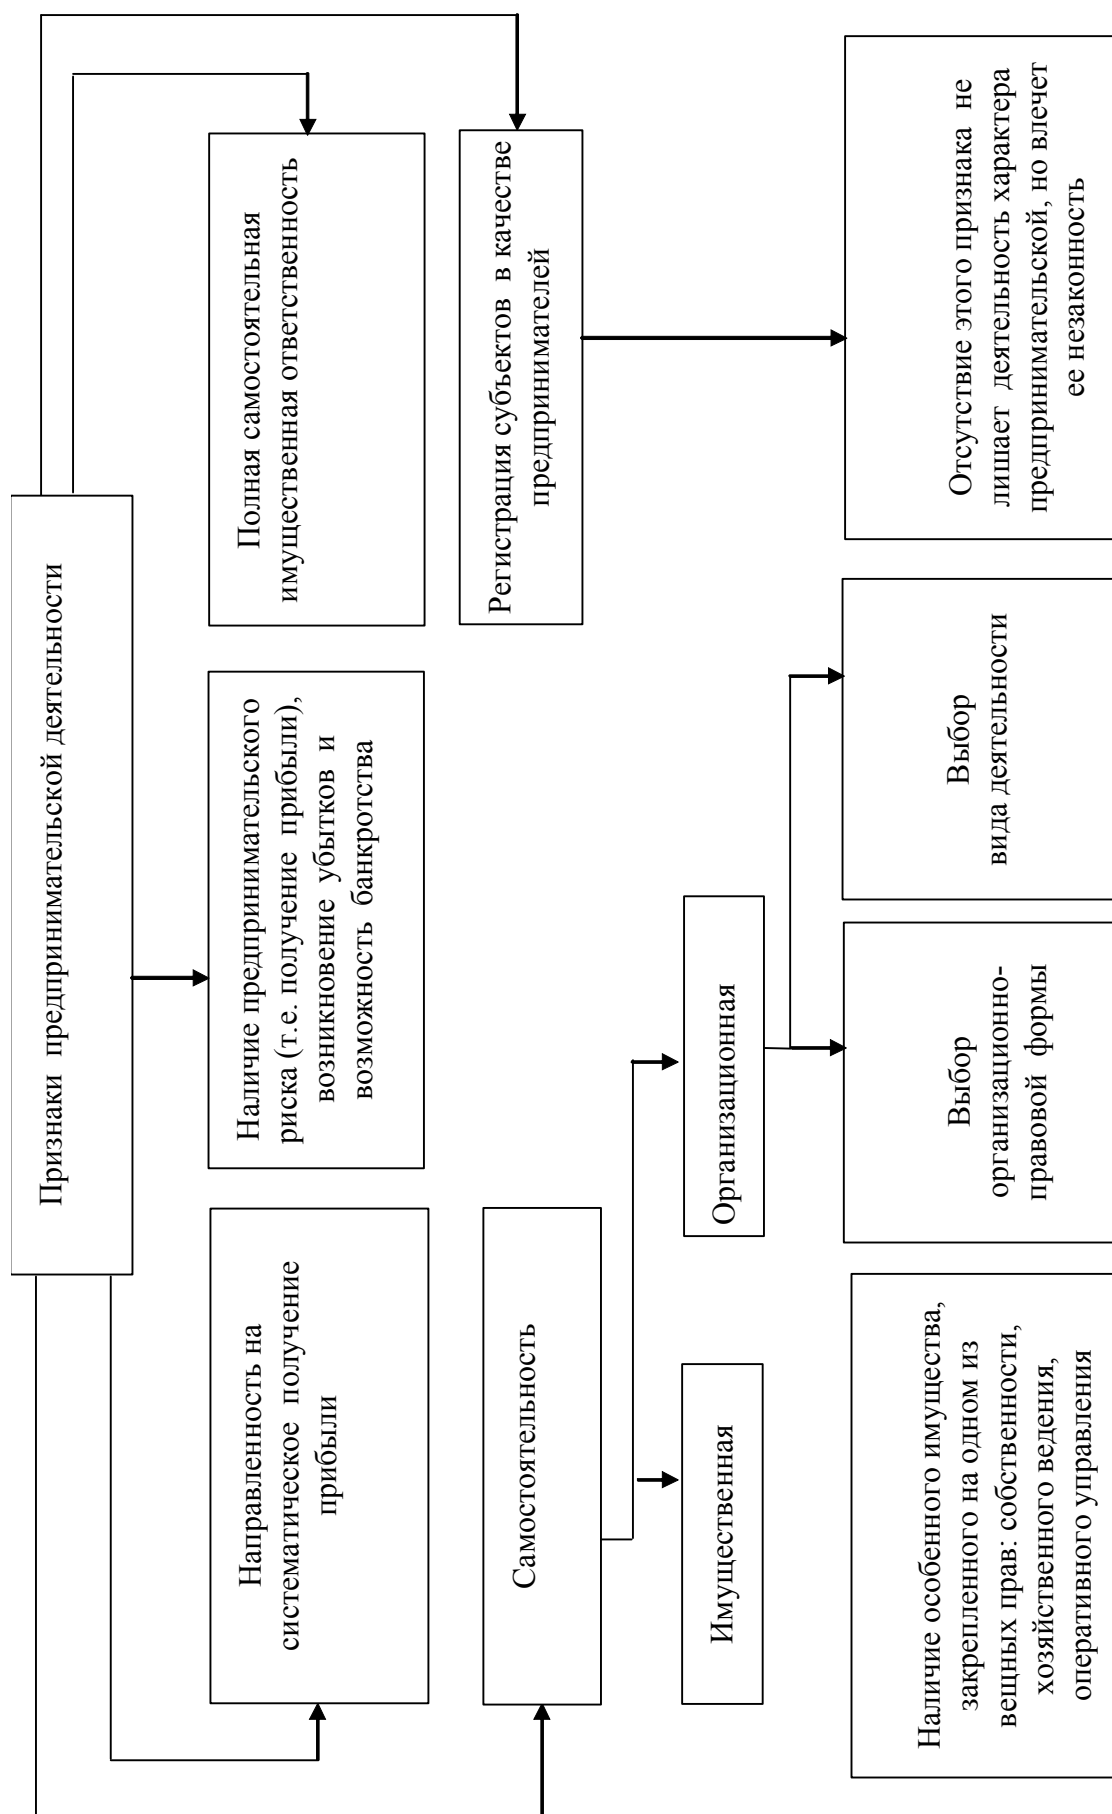 Признаки предпринимательской деятельности
Направленность на
систематическое получение
прибыли
Наличие предпринимательского
риска (т.е. получение прибыли),
возникновение убытков и
возможность банкротства
Полная самостоятельная
имущественная ответственность
Самостоятельность
Регистрация субъектов в качестве
предпринимателей
Имущественная
Организационная
Наличие особенного имущества,
закрепленного на одном из
вещных прав: собственности,
хозяйственного ведения,
оперативного управления
Выбор
организационно-
правовой формы
Выбор
вида деятельности
Отсутствие этого признака не
лишает деятельность характера
предпринимательской, но влечет
ее незаконность